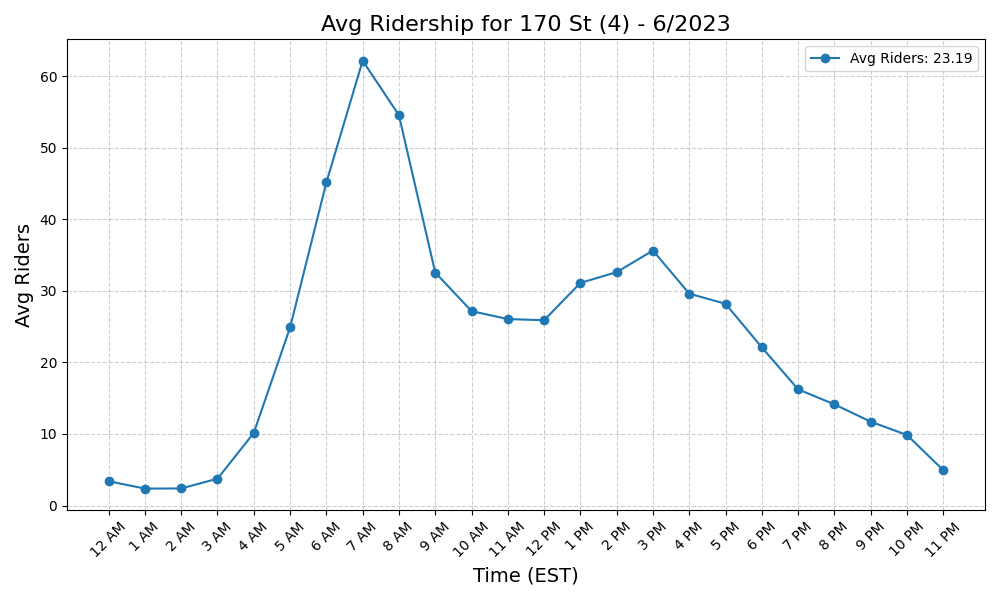 Avg Ridership for 170 St (4) - 6/2023
Avg Riders: 23.19
Avg Riders
60
50
40
30
20
10
0
12 AM
1 AM
2 AM
3 AM
4 AM
5 AM
6 AM
7 AM
8 AM
9 AM
10 AM
11 AM
12 PM
1 PM
2 PM
3 PM
4 PM
5 PM
6 PM
7 PM
8 PM
9 PM
10 PM
11 PM
Time (EST)